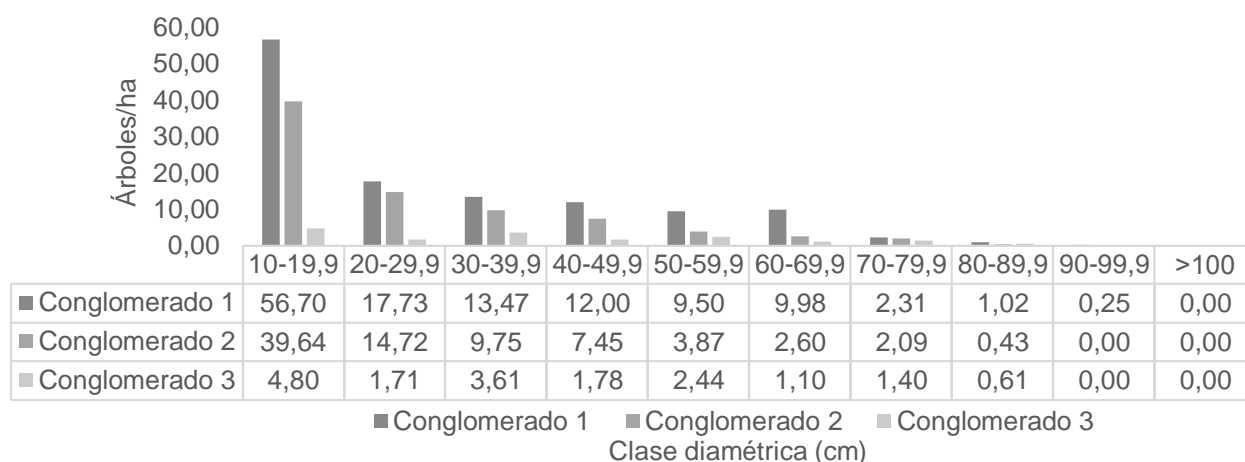 60,00
50,00
40,00
30,00
20,00
10,00
0,00
Árboles/ha
10-19,9 20-29,9 30-39,9 40-49,9 50-59,9 60-69,9 70-79,9 80-89,9 90-99,9 >100
Conglomerado 1 56,70 17,73 13,47 12,00 9,50 9,98 2,31 1,02 0,25 0,00
Conglomerado 2 39,64 14,72 9,75 7,45 3,87 2,60 2,09 0,43 0,00 0,00
Conglomerado 3 4,80 1,71 3,61 1,78 2,44 1,10 1,40 0,61 0,00 0,00
Conglomerado 1 Conglomerado 2 Conglomerado 3
Clase diamétrica (cm)